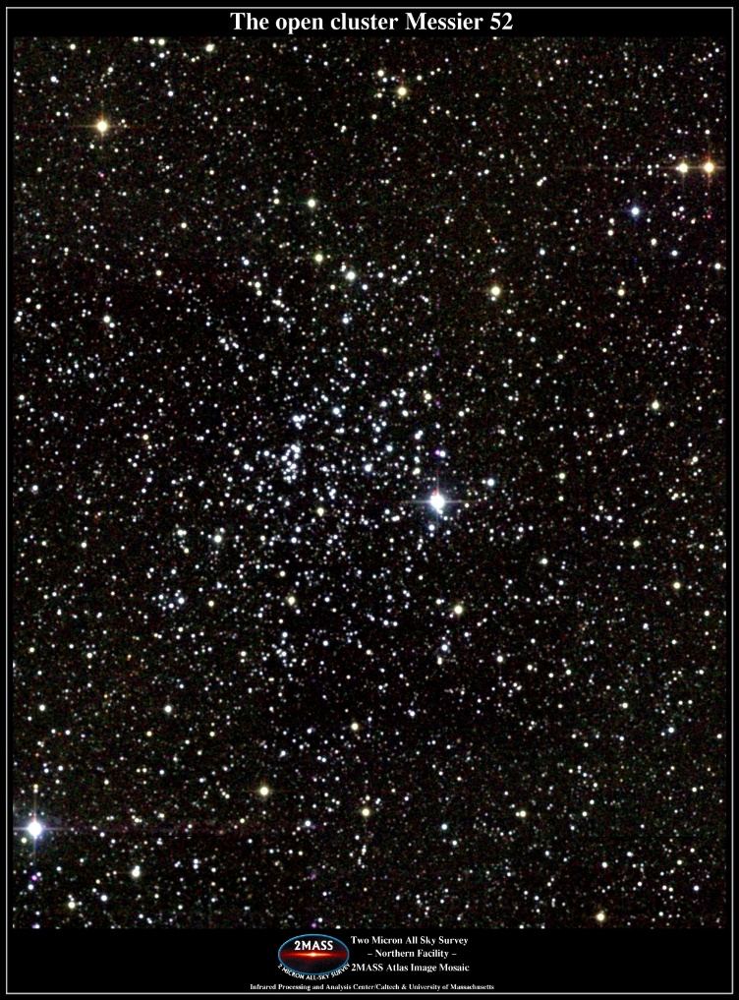 The open cluster Messier 52
2MASS
2 MICRON ALL-SKY SURVEY
Two Micron All Sky Survey
– Northern Facility –
2MASS Atlas Image Mosaic
Infrared Processing and Analysis Center/Caltech & University of Massachusetts